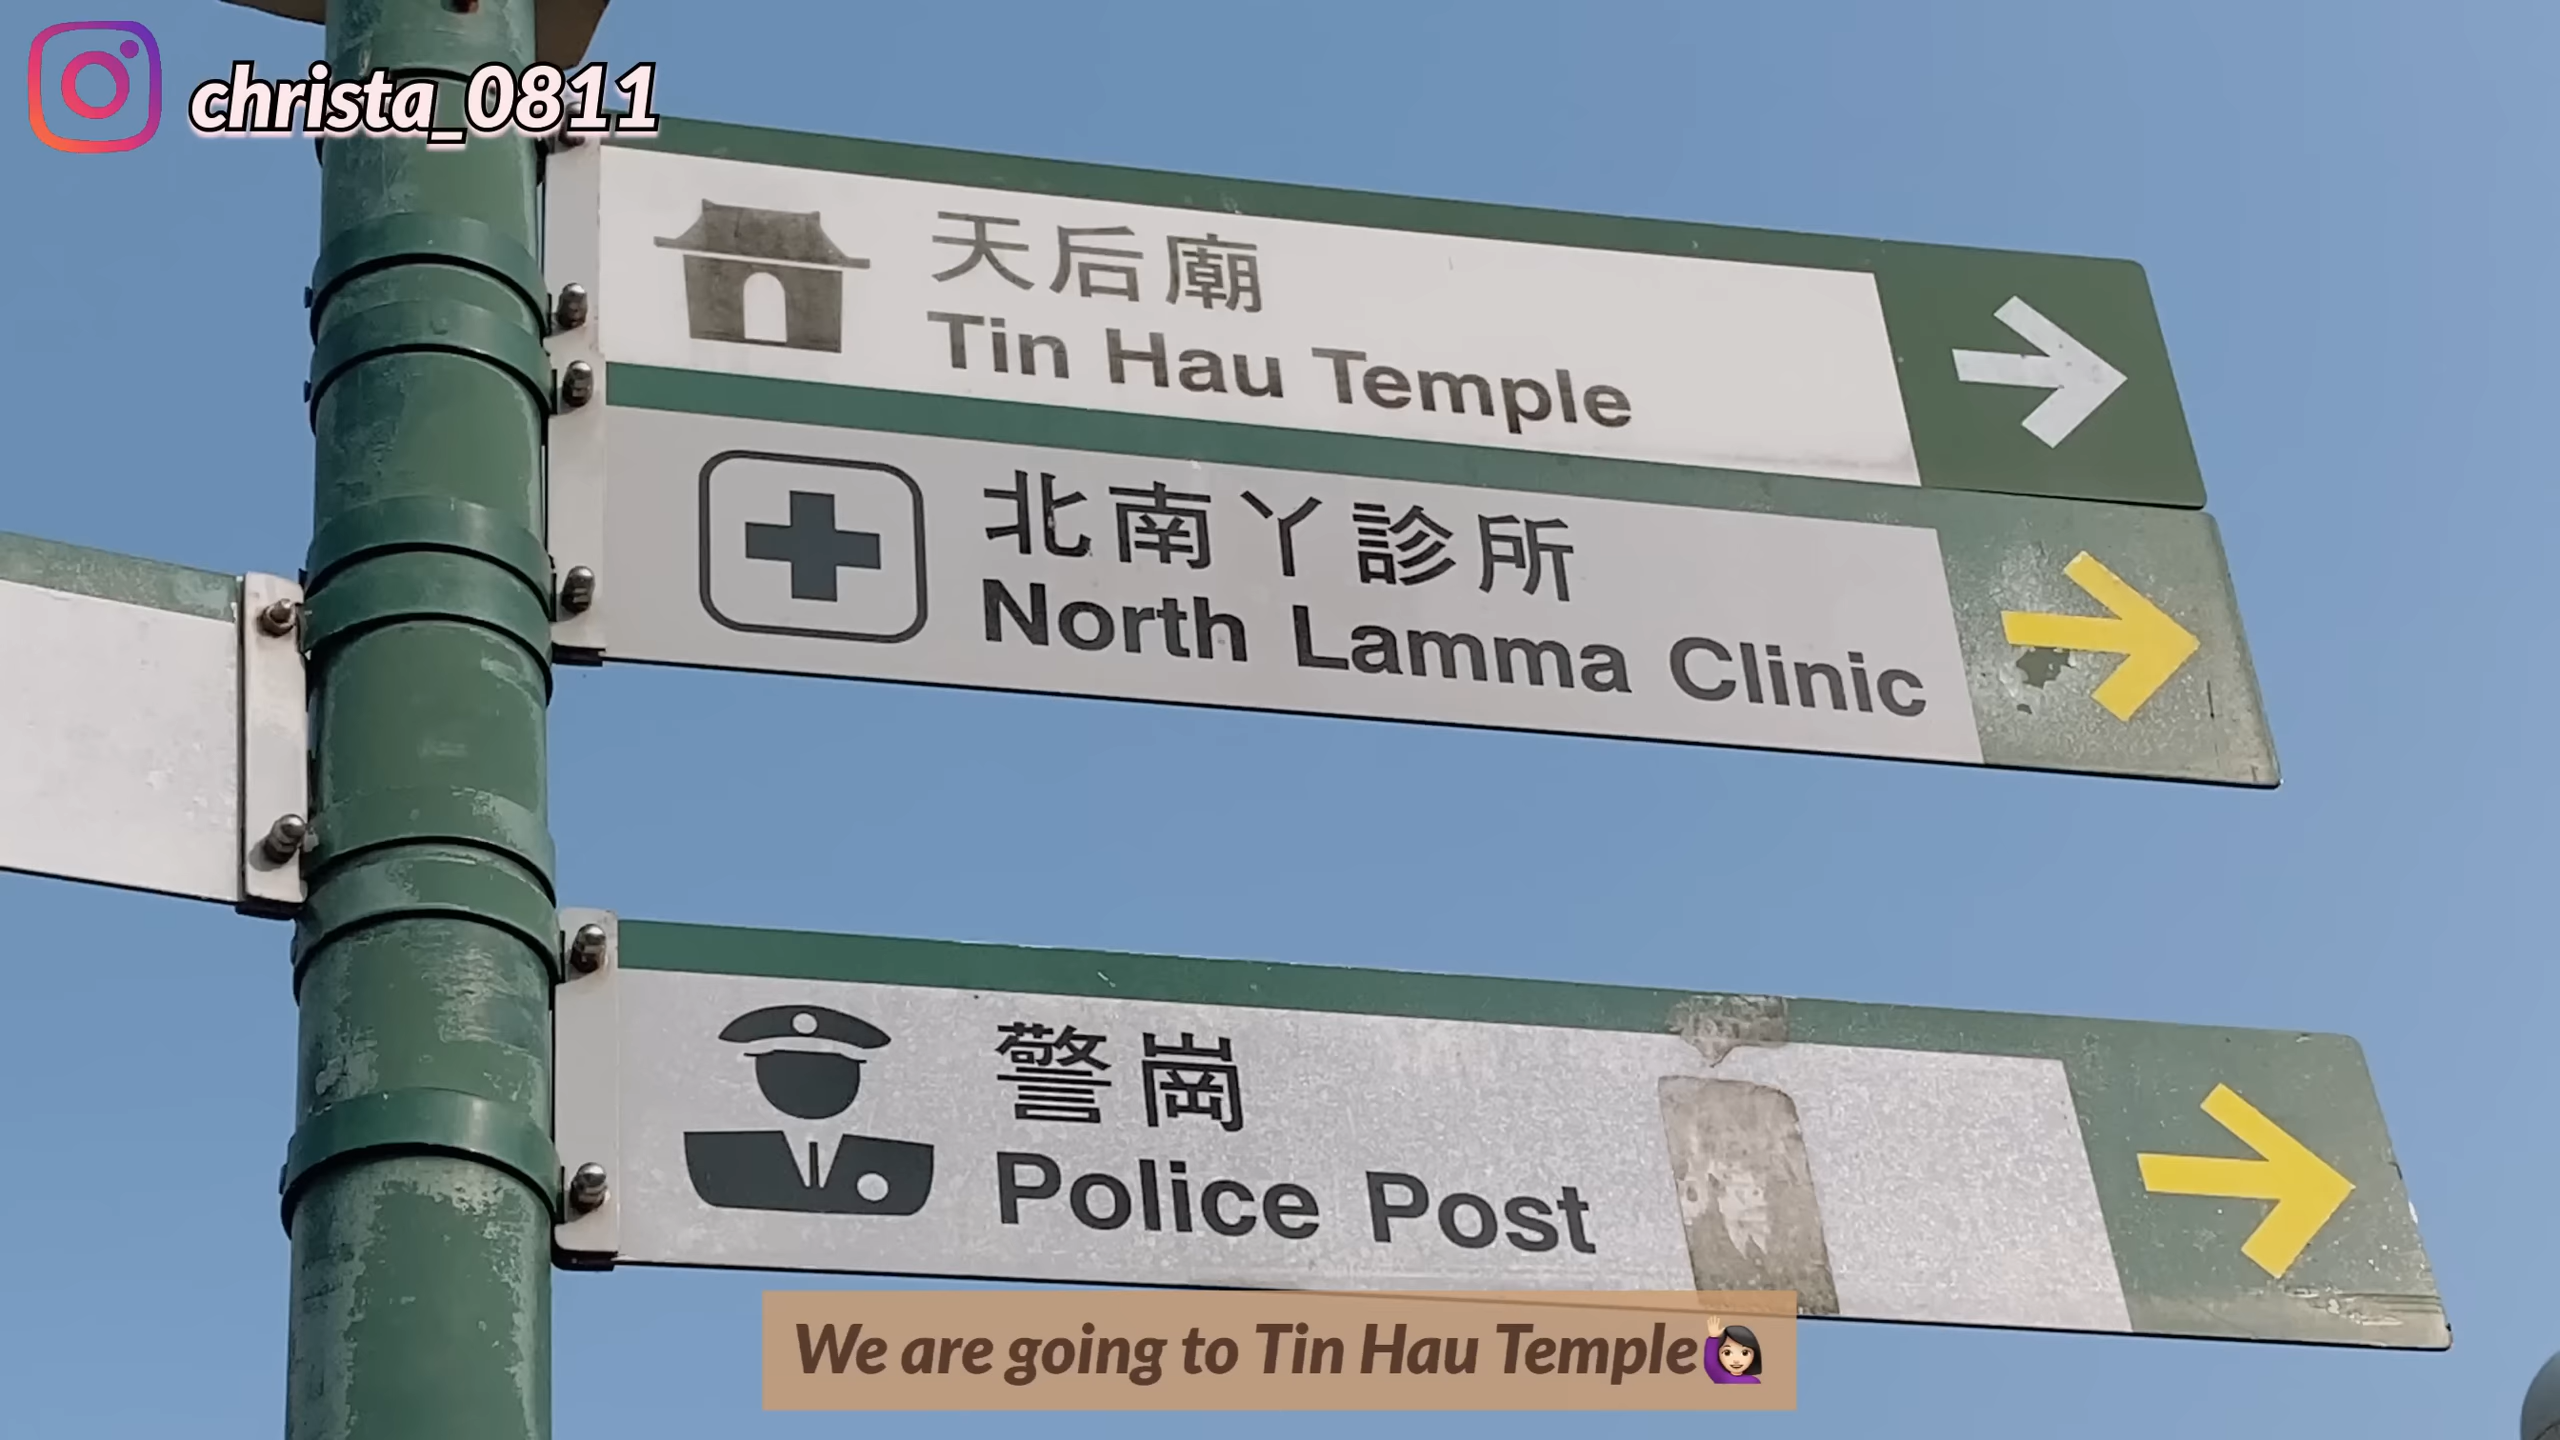 christa_0811
天后廟
Tin Hau Temple
北南丫診所
North Lamma Clinic
警崗
Police Post
We are going to Tin Hau Temple🙋🏻‍♀️